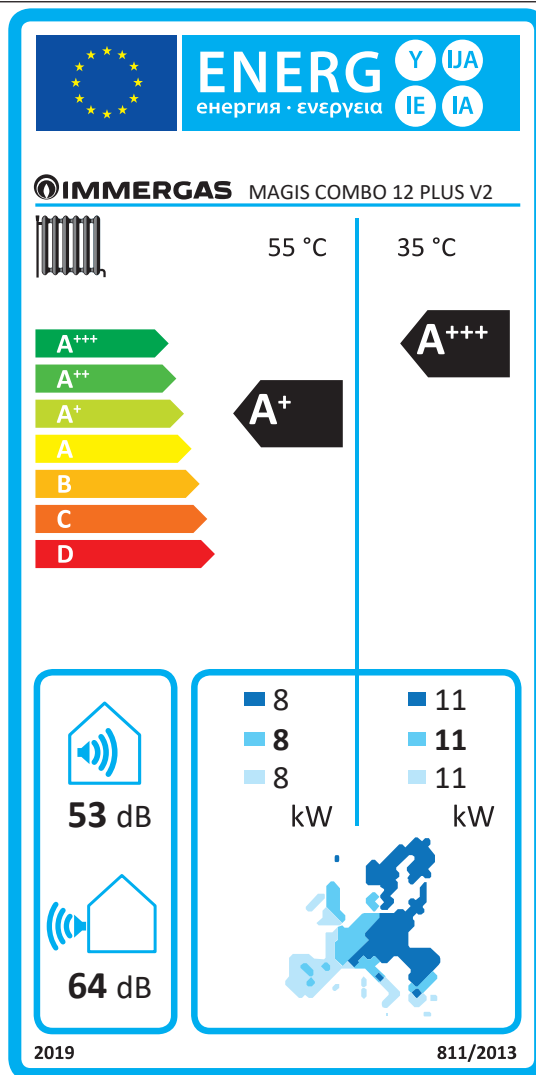 ENERG Y IJA
енергия · ενεργεια IE IA
IMMERGAS MAGIS COMBO 12 PLUS V2
55 °C 35 °C
A+++ A+++
A++
A+ A+
A
B
C
D
8 11
8 11
8 11
kW kW
53 dB
64 dB
2019 811/2013